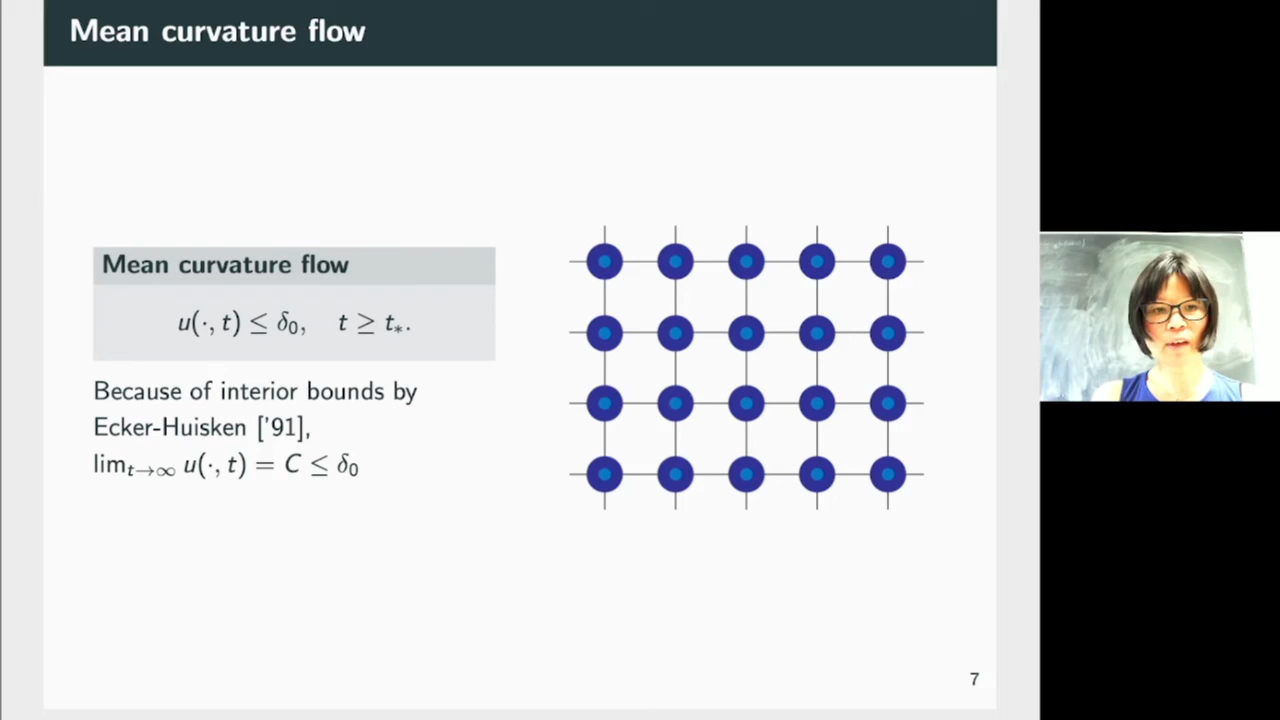 Mean curvature flow
Mean curvature flow
u(·, t) ≤ δ₀, t ≥ t∗.
Because of interior bounds by
Ecker-Huisken ['91],
lim_{t→∞} u(·, t) = C ≤ δ₀
7